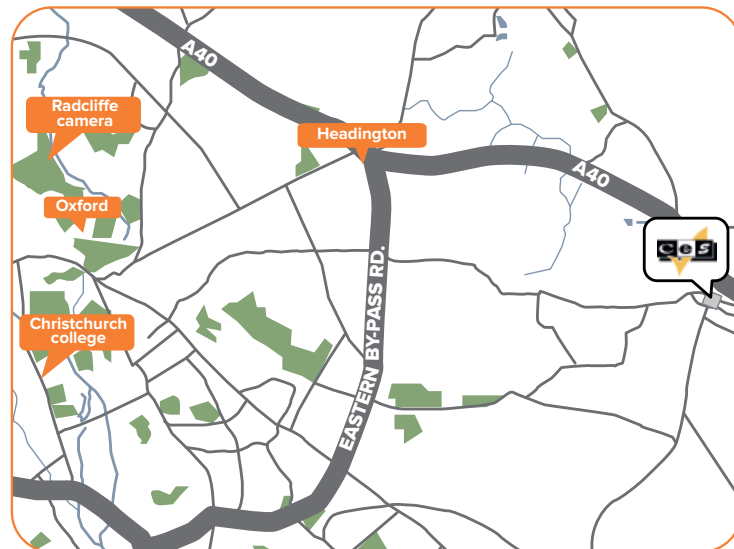 A40
Radcliffe
camera
Headington
A40
Oxford
ces
EASTERN BY-PASS RD.
Christchurch
college